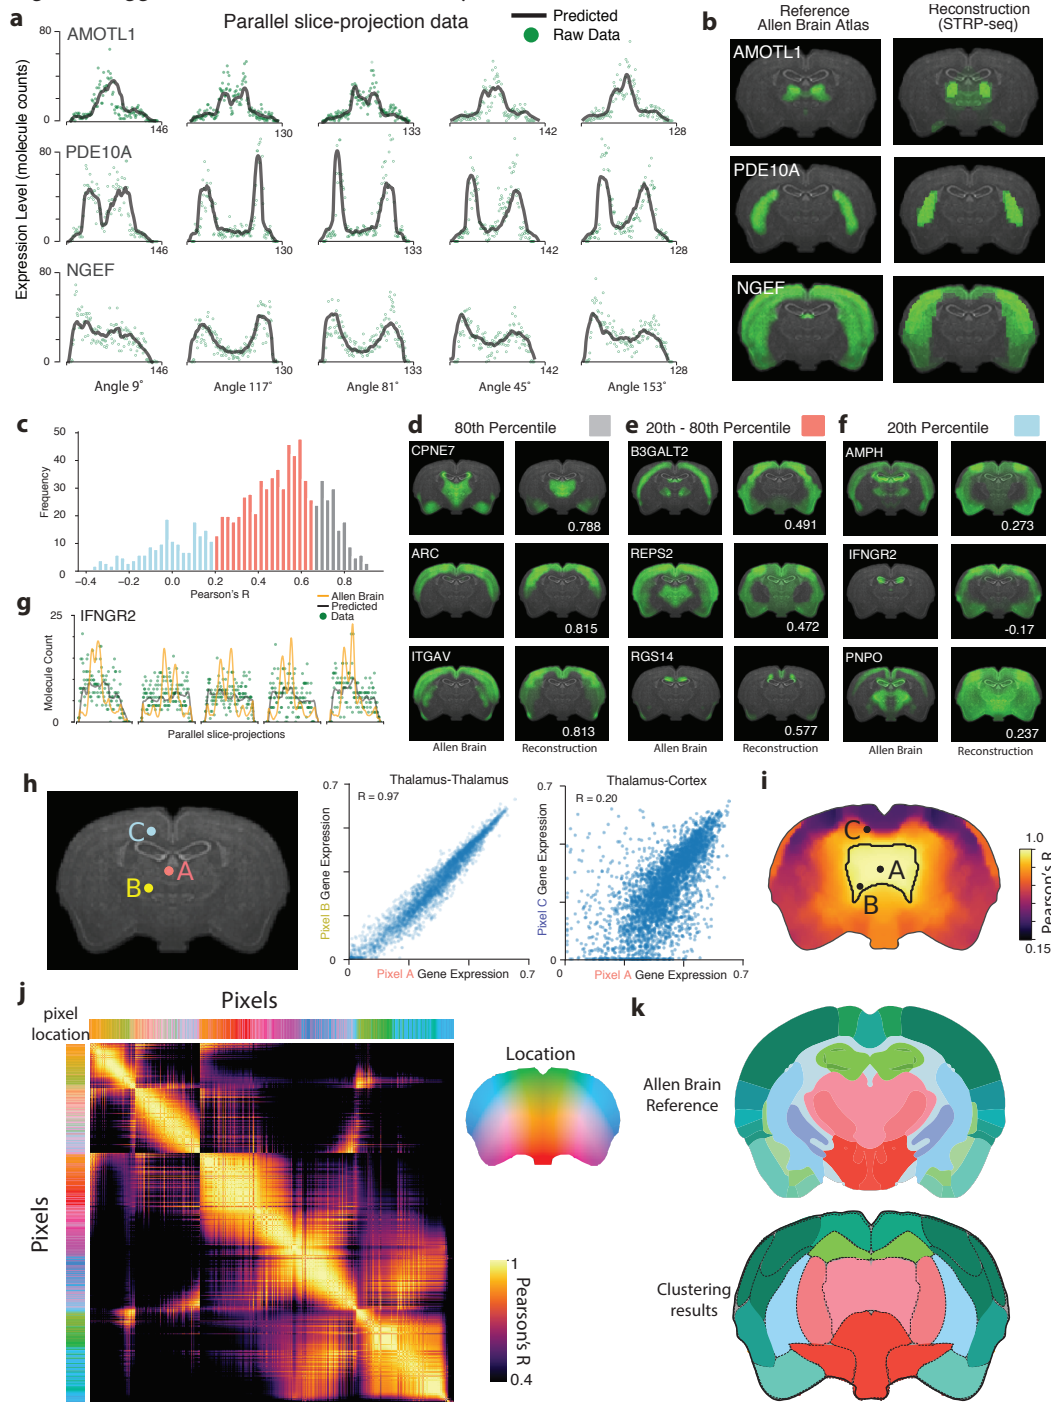 a
Parallel slice-projection data
Predicted
Raw Data
Expression Level (molecule counts)
80
AMOTL1
0
146
130
133
142
128
80
PDE10A
0
146
130
133
142
128
80
NGEF
0
146
130
133
142
128
Angle 9°
Angle 117°
Angle 81°
Angle 45°
Angle 153°
b
Reference
Allen Brain Atlas
Reconstruction
(STRP-seq)
AMOTL1
PDE10A
NGEF
c
Frequency
50
40
30
20
10
0
−0.4
−0.2
0.0
0.2
0.4
0.6
0.8
Pearson's R
d
80th Percentile
CPNE7
0.788
ARC
0.815
ITGAV
0.813
Allen Brain
Reconstruction
e
20th - 80th Percentile
B3GALT2
0.491
REPS2
0.472
RGS14
0.577
Allen Brain
Reconstruction
f
20th Percentile
AMPH
0.273
IFNGR2
-0.17
PNPO
0.237
Allen Brain
Reconstruction
g
Allen Brain
Predicted
Data
IFNGR2
Molecule Count
25
0
Parallel slice-projections
h
C
A
B
Thalamus-Thalamus
0.7
R = 0.97
Pixel B Gene Expression
0
0
Pixel A Gene Expression
0.7
Thalamus-Cortex
0.7
R = 0.20
Pixel C Gene Expression
0
0
Pixel A Gene Expression
0.7
i
C
A
B
1.0
Pearson's R
0.15
j
Pixels
pixel
location
Pixels
Location
1
Pearson's R
0.4
k
Allen Brain
Reference
Clustering
results